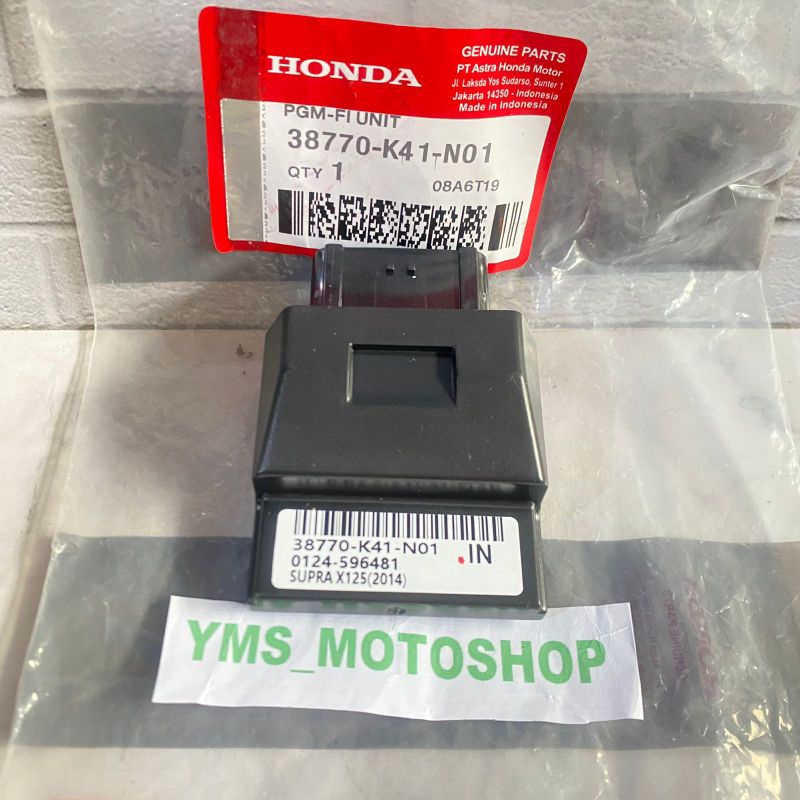 HONDA
GENUINE PARTS
PT Astra Honda Motor
Jl. Laksda Yos Sudarso, Sunter 1
Jakarta 14350 - Indonesia
Made in Indonesia
PGM-FI UNIT
38770-K41-N01
QTY 1
08A6T19
38770-K41-N01
0124-596481
.IN
SUPRA X125(2014)
YMS_MOTOSHOP